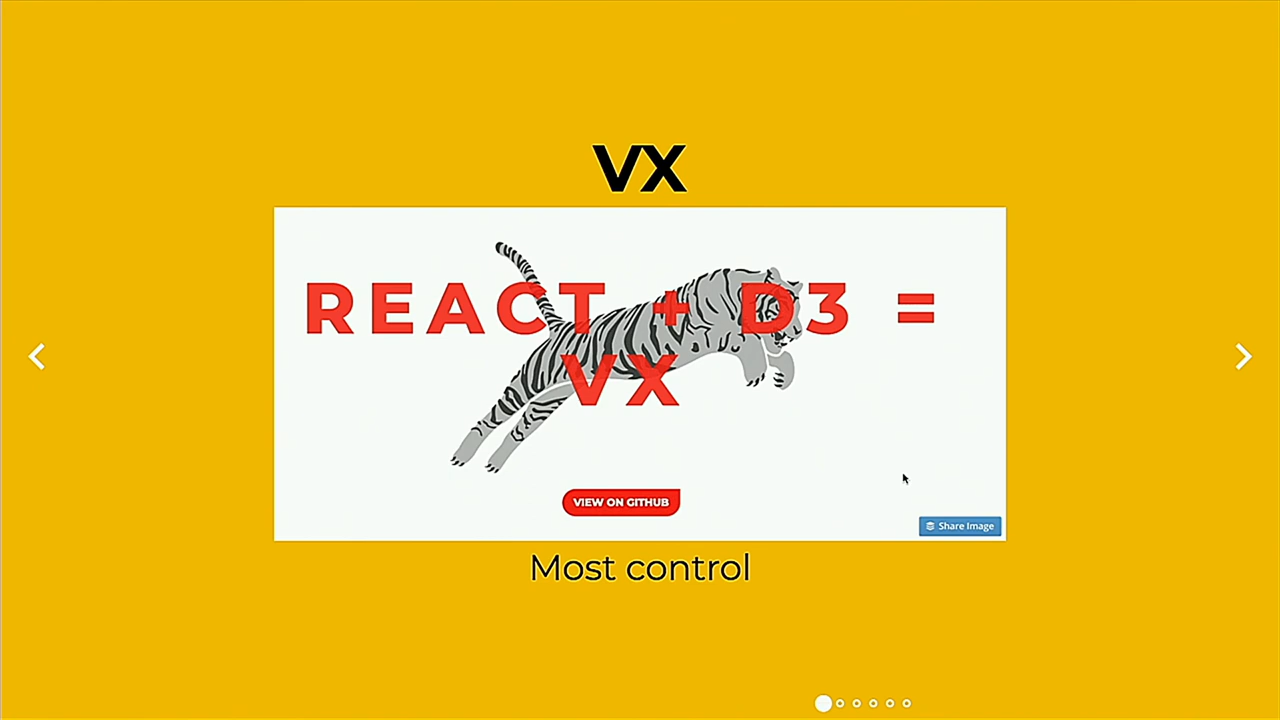 VX
REACT + D3 =
VX
VIEW ON GITHUB
Share Image
Most control